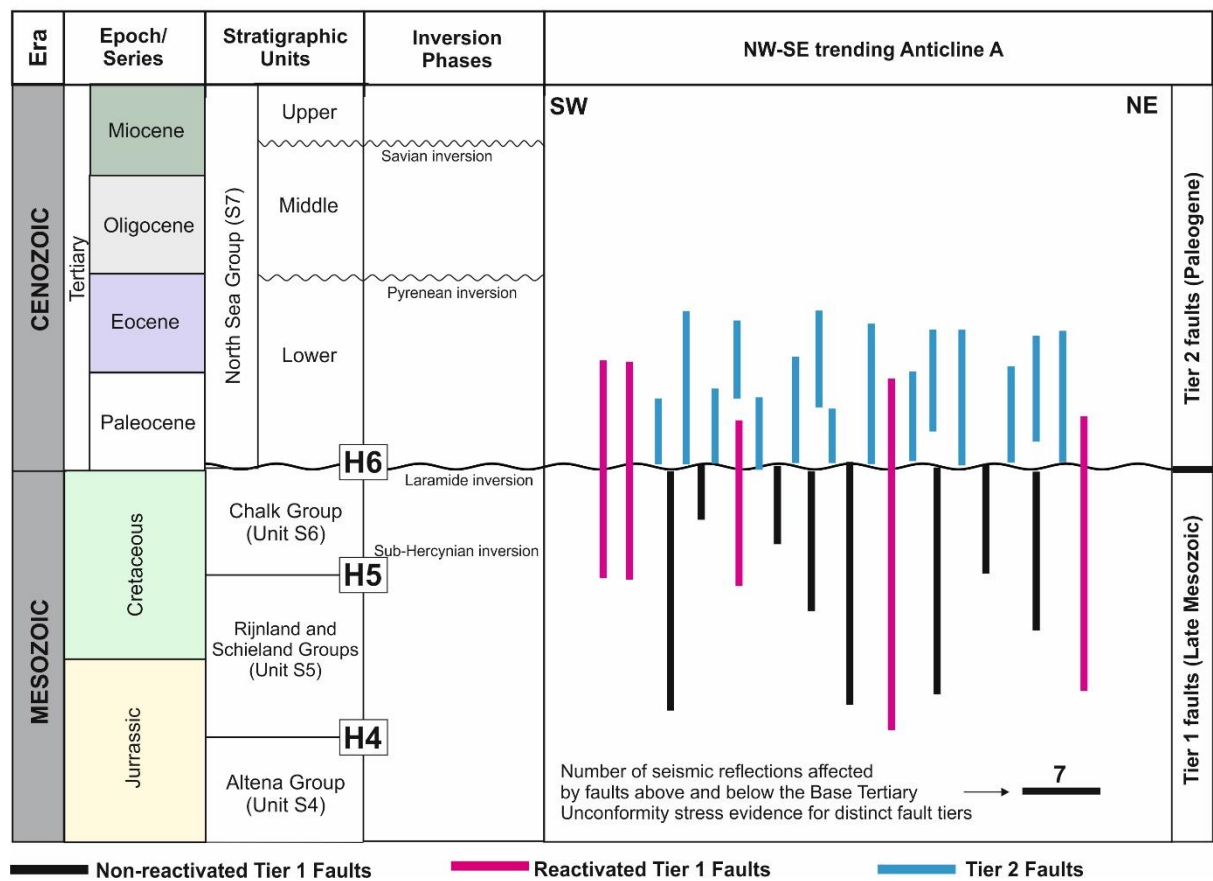 Era
Epoch/
Series
Stratigraphic
Units
Inversion
Phases
NW-SE trending Anticline A
CENOZOIC
Tertiary
Miocene
Oligocene
Eocene
Paleocene
North Sea Group (S7)
Upper
Middle
Lower
Savian inversion
Pyrenean inversion
SW
NE
Tier 2 faults (Paleogene)
H6
Laramide inversion
MESOZOIC
Cretaceous
Jurrassic
Chalk Group
(Unit S6)
Sub-Hercynian inversion
H5
Rijnland and
Schieland Groups
(Unit S5)
H4
Altena Group
(Unit S4)
Number of seismic reflections affected
by faults above and below the Base Tertiary
Unconformity stress evidence for distinct fault tiers
7
Tier 1 faults (Late Mesozoic)
Non-reactivated Tier 1 Faults
Reactivated Tier 1 Faults
Tier 2 Faults